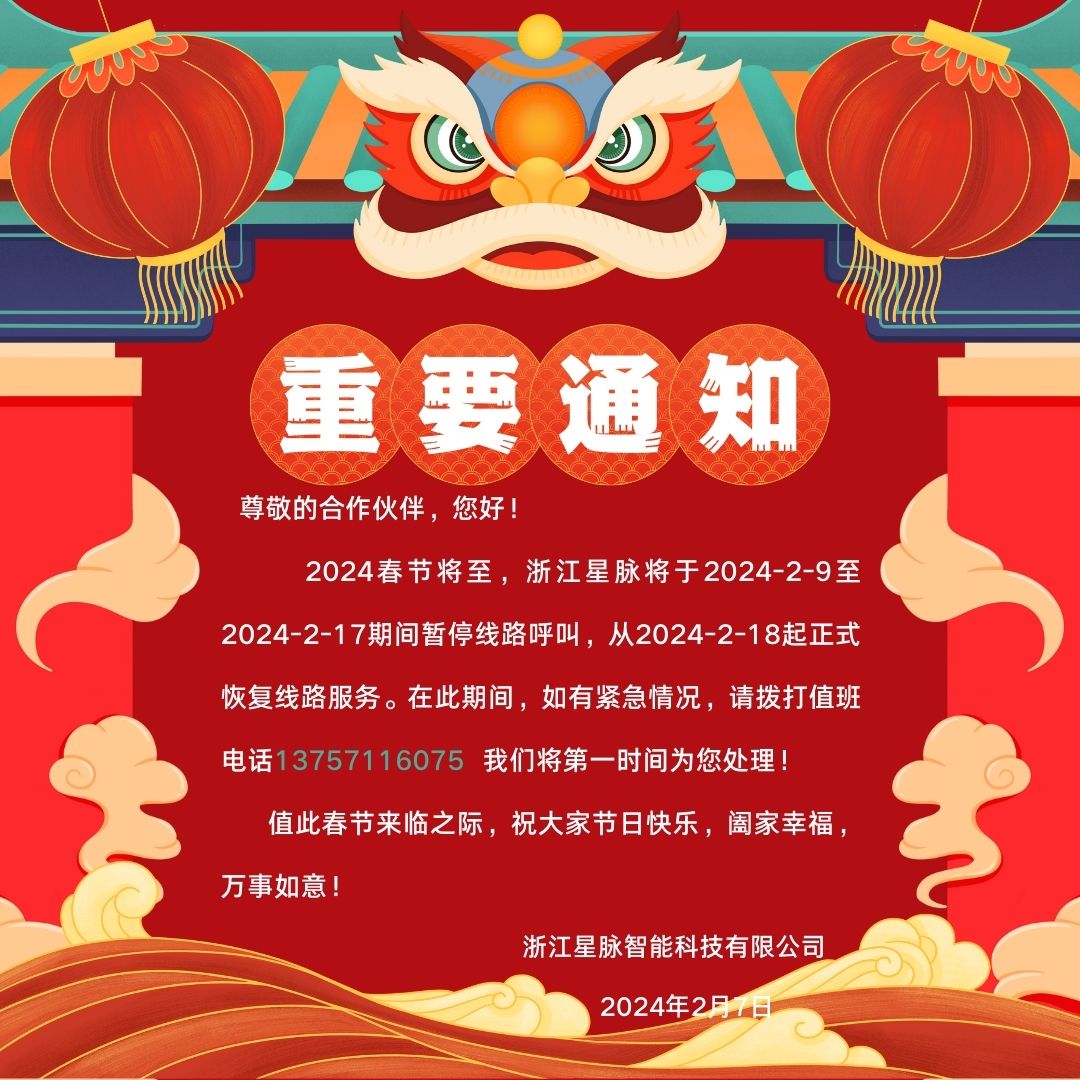 重要通知
尊敬的合作伙伴，您好！
2024春节将至，浙江星脉将于2024-2-9至
2024-2-17期间暂停线路呼叫，从2024-2-18起正式
恢复线路服务。在此期间，如有紧急情况，请拨打值班
电话13757116075 我们将第一时间为您处理！
值此春节来临之际，祝大家节日快乐，阖家幸福，
万事如意！
浙江星脉智能科技有限公司
2024年2月7日